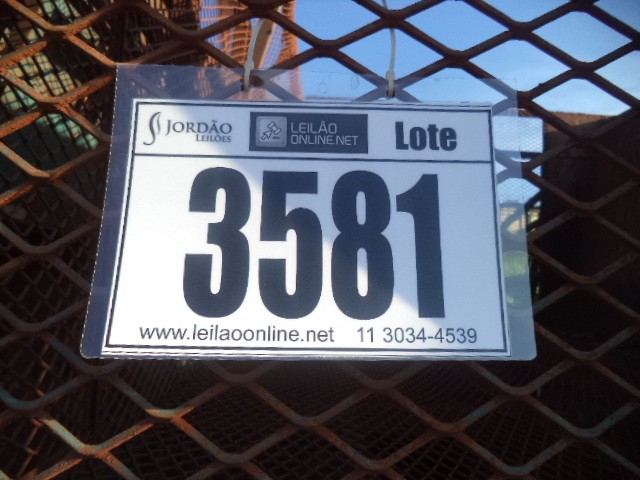 JORDÃO
LEILÕES
LEILÃO
ONLINE.NET
Lote
3581
www.leilaoonline.net 11 3034-4539